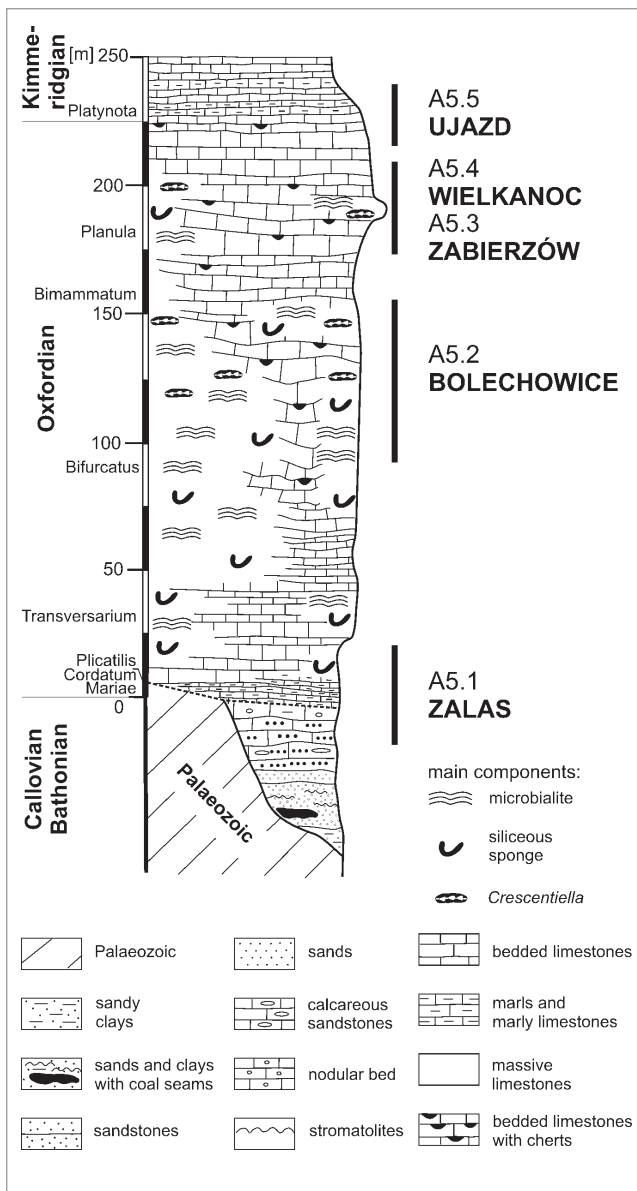 Kimme-
ridgian
[m] 250
Platynota
200
Planula
Bimammatum
150
Oxfordian
100
Bifurcatus
50
Transversarium
Plicatilis
Cordatum
Mariae
0
Callovian
Bathonian
Palaeozoic
A5.5
UJAZD
A5.4
WIELKANOC
A5.3
ZABIERZÓW
A5.2
BOLECHOWICE
A5.1
ZALAS
main components:
microbialite
siliceous
sponge
Crescentiella
Palaeozoic
sands
bedded limestones
sandy
clays
calcareous
sandstones
marls and
marly limestones
sands and clays
with coal seams
nodular bed
massive
limestones
sandstones
stromatolites
bedded limestones
with cherts